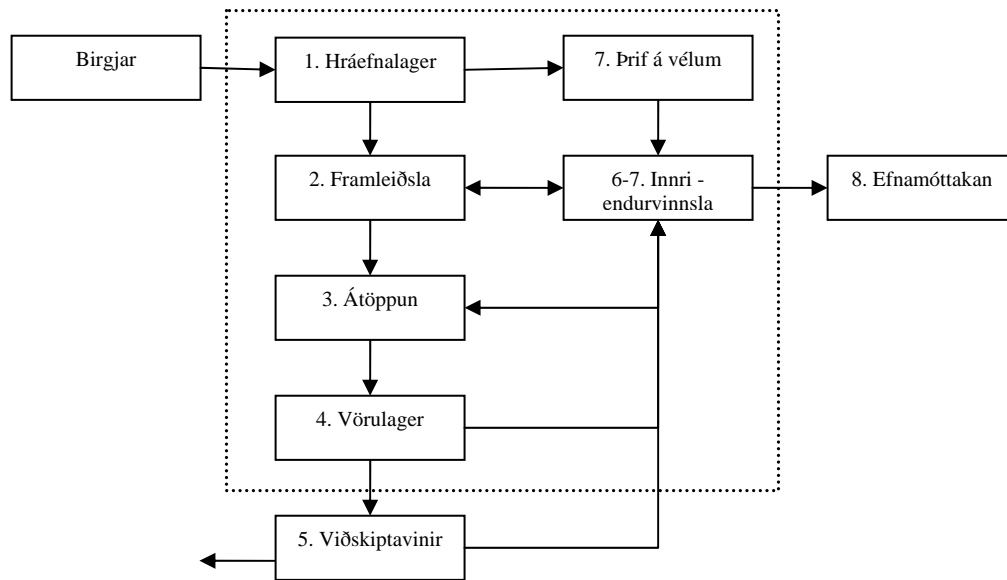 Birgjar
1. Hráefnalager
7. Þrif á vélum
2. Framleiðsla
6-7. Innri -
endurvinnsla
8. Efnamóttakan
3. Átöppun
4. Vörulager
5. Viðskiptavinir